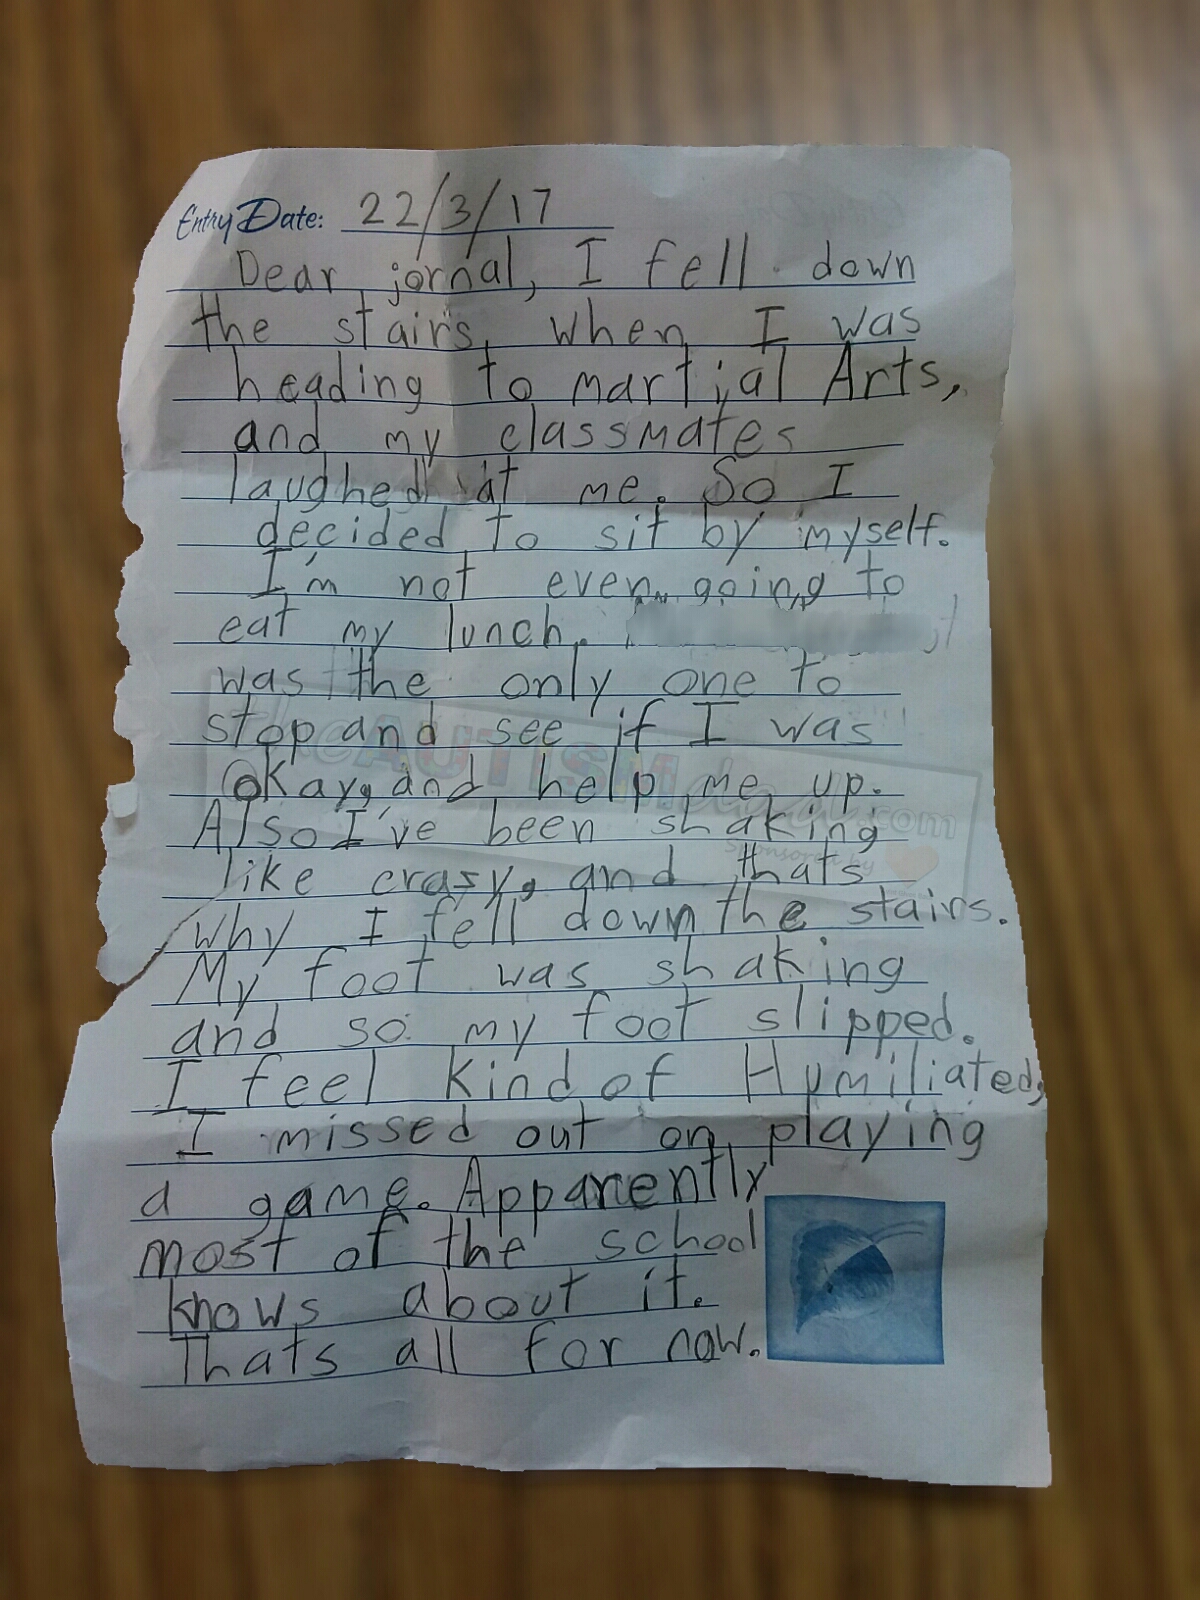 Entry Date: 22/3/17
Dear jornal, I fell down
the stairs, when I was
heading to martial Arts,
and my classmates
laughed at me. So I
decided to sit by myself.
I'm not even going to
eat my lunch.
was the only one to
stop and see if I was
okay, and help me up.
Also I've been shaking
like crasy, and thats
why I fell down the stairs.
My foot was shaking
and so my foot slipped.
I feel kind of Humiliated,
I missed out on playing
a game. Apparently
most of the school
knows about it.
Thats all for now.
theAUTISMdad.com
Sponsored by